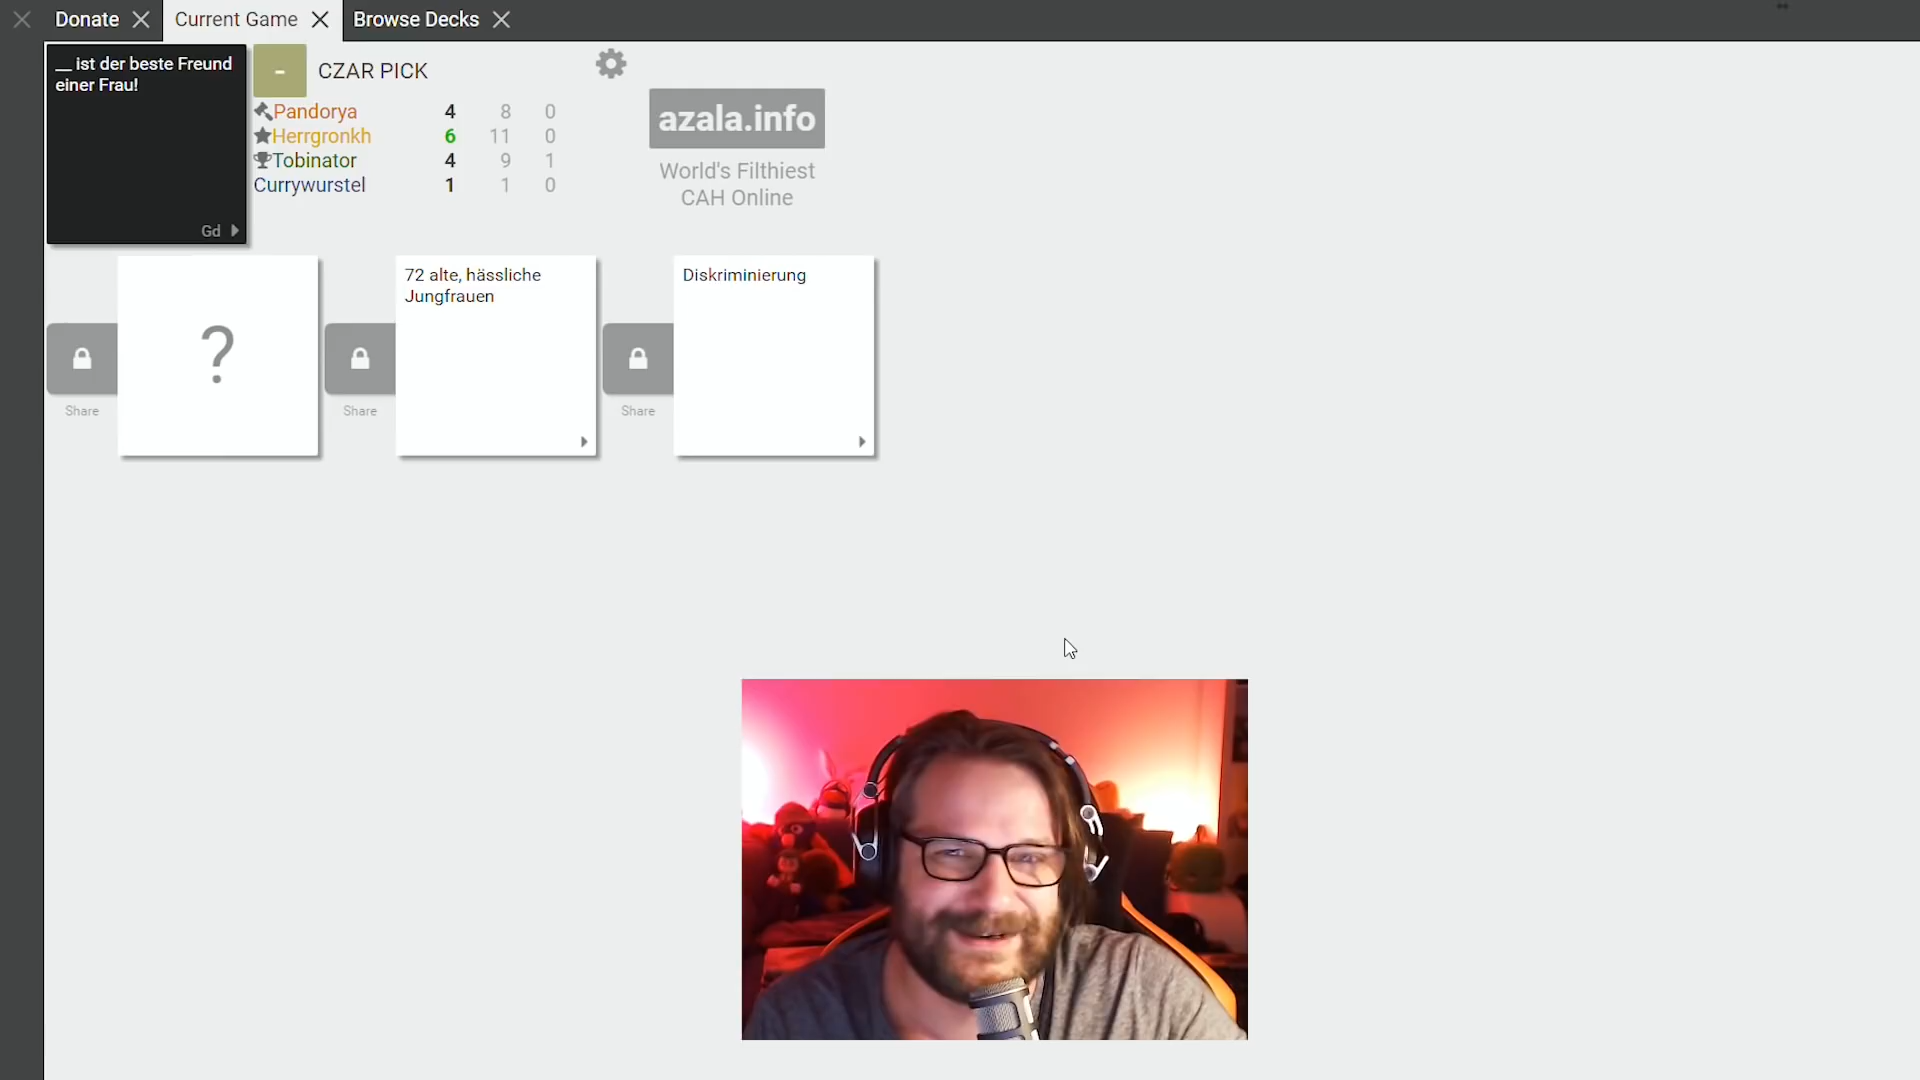 Donate
Current Game
Browse Decks
__ ist der beste Freund
einer Frau!
Gd
-
CZAR PICK
Pandorya 4 8 0
Herrgronkh 6 11 0
Tobinator 4 9 1
Currywurstel 1 1 0
azala.info
World's Filthiest
CAH Online
Share
?
Share
72 alte, hässliche
Jungfrauen
Share
Diskriminierung